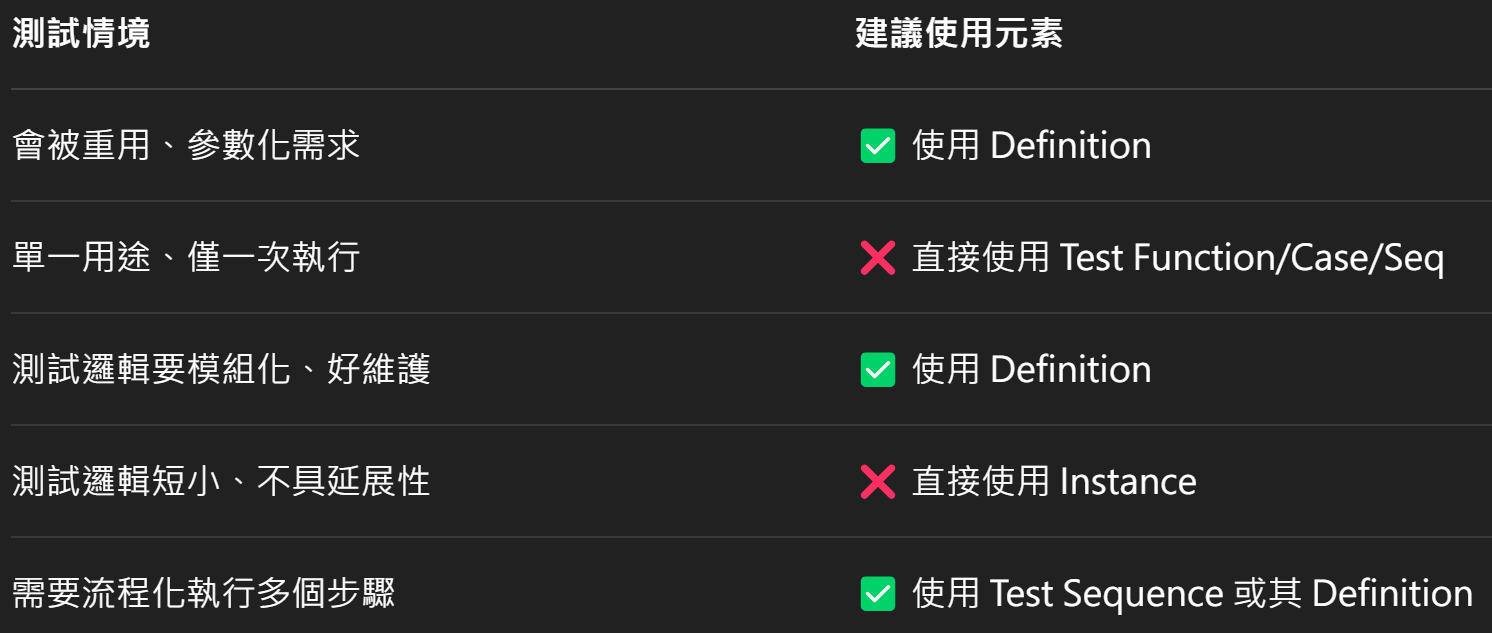 測試情境 建議使用元素
會被重用、參數化需求 ✅ 使用 Definition
單一用途、僅一次執行 ❌ 直接使用 Test Function/Case/Seq
測試邏輯要模組化、好維護 ✅ 使用 Definition
測試邏輯短小、不具延展性 ❌ 直接使用 Instance
需要流程化執行多個步驟 ✅ 使用 Test Sequence 或其 Definition